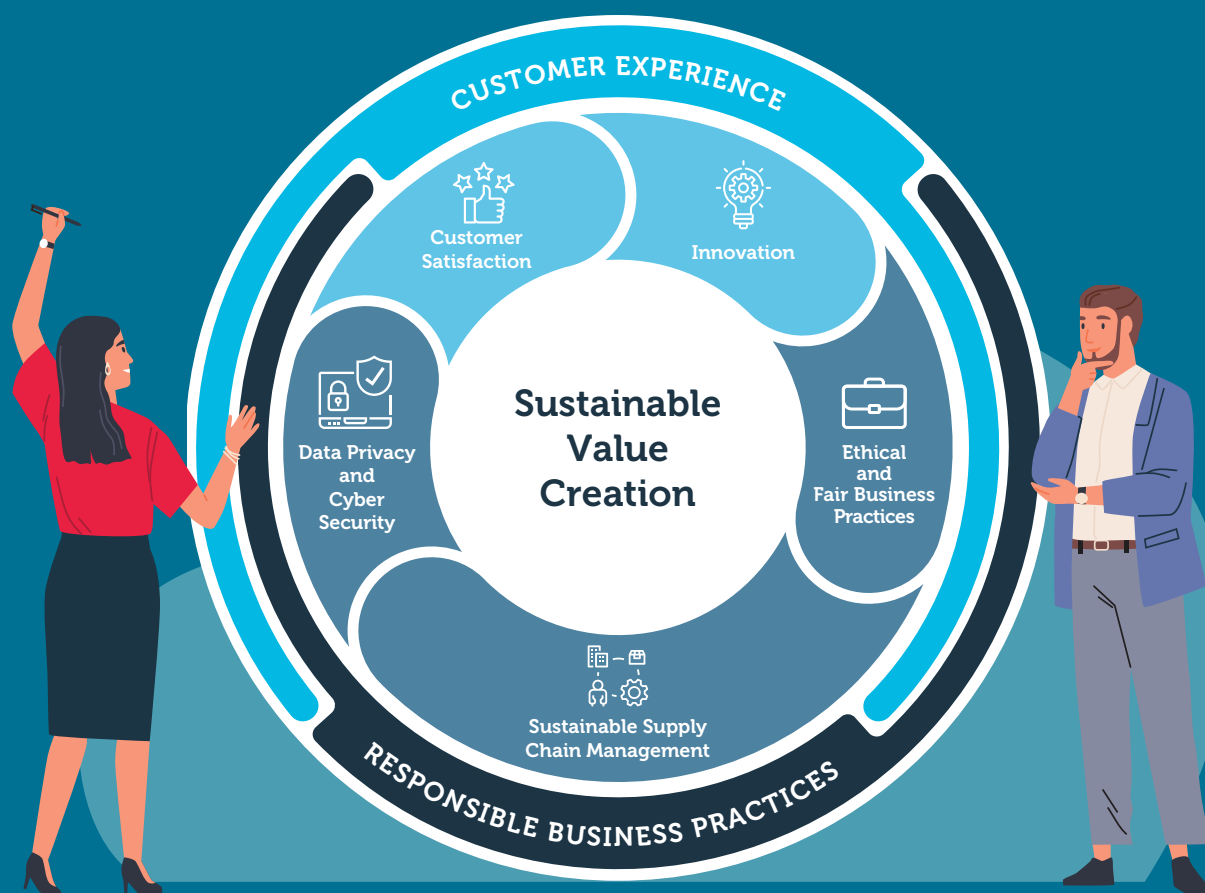 CUSTOMER EXPERIENCE
Customer
Satisfaction
Innovation
Data Privacy
and
Cyber
Security
Sustainable
Value
Creation
Ethical
and
Fair Business
Practices
Sustainable Supply
Chain Management
RESPONSIBLE BUSINESS PRACTICES